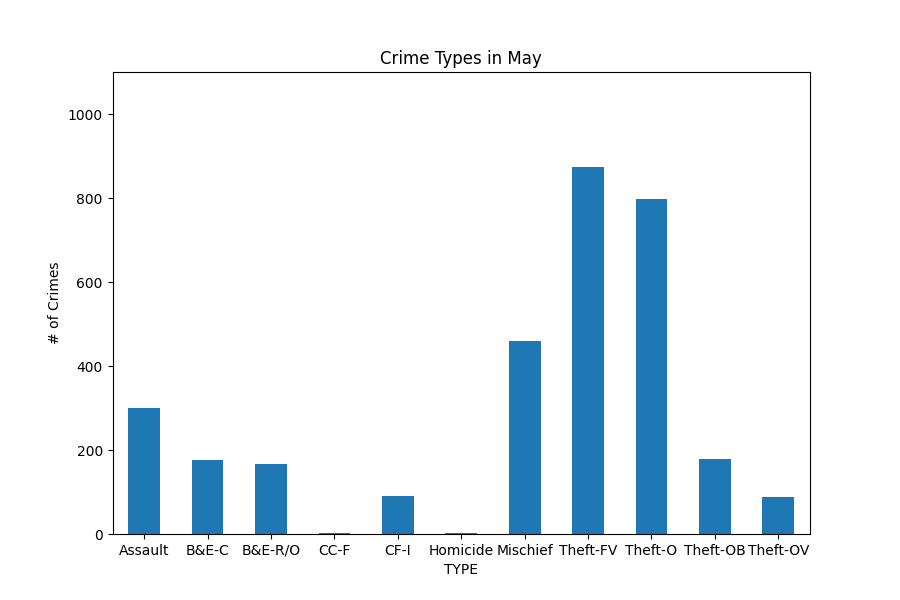 Crime Types in May
# of Crimes
1000
800
600
400
200
0
Assault B&E-C B&E-R/O CC-F CF-I Homicide Mischief Theft-FV Theft-O Theft-OB Theft-OV
TYPE